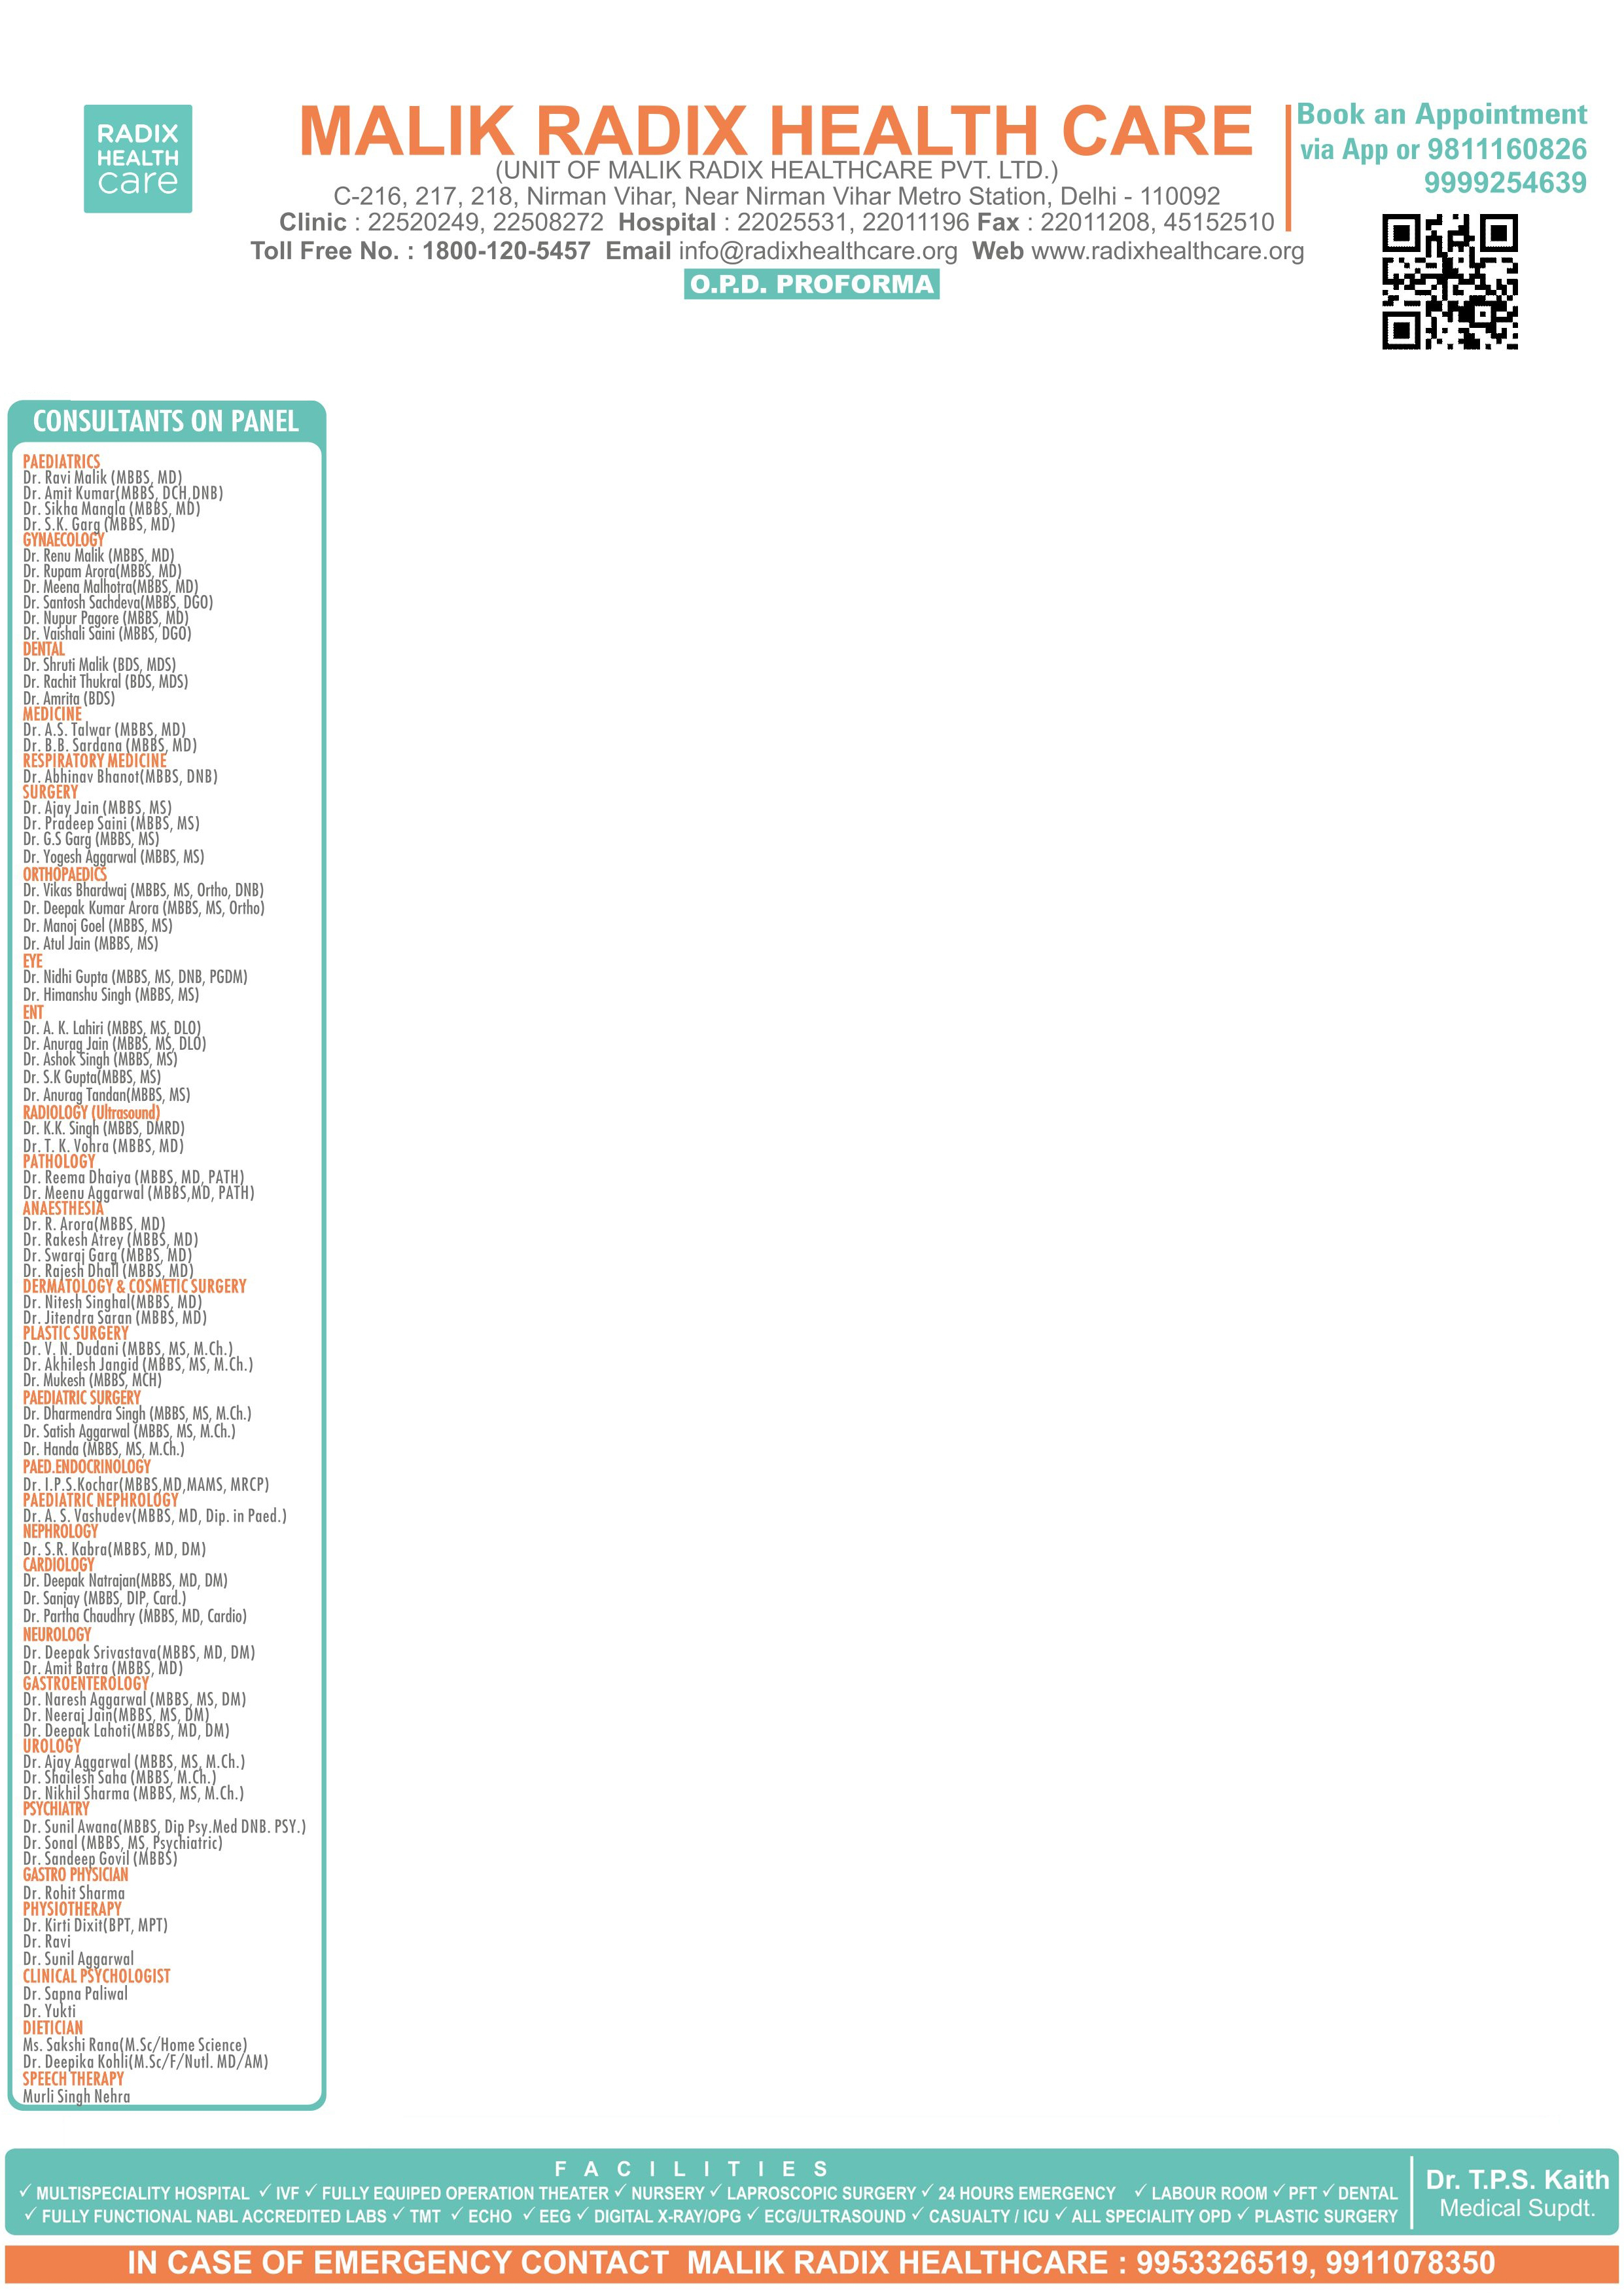 RADIX
HEALTH
care
MALIK RADIX HEALTH CARE
(UNIT OF MALIK RADIX HEALTHCARE PVT. LTD.)
C-216, 217, 218, Nirman Vihar, Near Nirman Vihar Metro Station, Delhi - 110092
Clinic : 22520249, 22508272 Hospital : 22025531, 22011196 Fax : 22011208, 45152510
Toll Free No. : 1800-120-5457 Email info@radixhealthcare.org Web www.radixhealthcare.org
O.P.D. PROFORMA
Book an Appointment
via App or 9811160826
9999254639
CONSULTANTS ON PANEL
PAEDIATRICS
Dr. Ravi Malik (MBBS, MD)
Dr. Amit Kumar(MBBS, DCH,DNB)
Dr. Sikha Mangla (MBBS, MD)
Dr. S.K. Garg (MBBS, MD)
GYNAECOLOGY
Dr. Renu Malik (MBBS, MD)
Dr. Rupam Arora(MBBS, MD)
Dr. Meena Malhotra(MBBS, MD)
Dr. Santosh Sachdeva(MBBS, DGO)
Dr. Nupur Pagore (MBBS, MD)
Dr. Vaishali Saini (MBBS, DGO)
DENTAL
Dr. Shruti Malik (BDS, MDS)
Dr. Rachit Thukral (BDS, MDS)
Dr. Amrita (BDS)
MEDICINE
Dr. A.S. Talwar (MBBS, MD)
Dr. B.B. Sardana (MBBS, MD)
RESPIRATORY MEDICINE
Dr. Abhinav Bhanot(MBBS, DNB)
SURGERY
Dr. Ajay Jain (MBBS, MS)
Dr. Pradeep Saini (MBBS, MS)
Dr. G.S Garg (MBBS, MS)
Dr. Yogesh Aggarwal (MBBS, MS)
ORTHOPAEDICS
Dr. Vikas Bhardwaj (MBBS, MS, Ortho, DNB)
Dr. Deepak Kumar Arora (MBBS, MS, Ortho)
Dr. Manoj Goel (MBBS, MS)
Dr. Atul Jain (MBBS, MS)
EYE
Dr. Nidhi Gupta (MBBS, MS, DNB, PGDM)
Dr. Himanshu Singh (MBBS, MS)
ENT
Dr. A. K. Lahiri (MBBS, MS, DLO)
Dr. Anurag Jain (MBBS, MS, DLO)
Dr. Ashok Singh (MBBS, MS)
Dr. S.K Gupta(MBBS, MS)
Dr. Anurag Tandan(MBBS, MS)
RADIOLOGY (Ultrasound)
Dr. K.K. Singh (MBBS, DMRD)
Dr. T. K. Vohra (MBBS, MD)
PATHOLOGY
Dr. Reema Dhaiya (MBBS, MD, PATH)
Dr. Meenu Aggarwal (MBBS,MD, PATH)
ANAESTHESIA
Dr. R. Arora(MBBS, MD)
Dr. Rakesh Atrey (MBBS, MD)
Dr. Swaraj Garg (MBBS, MD)
Dr. Rajesh Dhall (MBBS, MD)
DERMATOLOGY & COSMETIC SURGERY
Dr. Nitesh Singhal(MBBS, MD)
Dr. Jitendra Saran (MBBS, MD)
PLASTIC SURGERY
Dr. V. N. Dudani (MBBS, MS, M.Ch.)
Dr. Akhilesh Jangid (MBBS, MS, M.Ch.)
Dr. Mukesh (MBBS, MCH)
PAEDIATRIC SURGERY
Dr. Dharmendra Singh (MBBS, MS, M.Ch.)
Dr. Satish Aggarwal (MBBS, MS, M.Ch.)
Dr. Handa (MBBS, MS, M.Ch.)
PAED.ENDOCRINOLOGY
Dr. I.P.S.Kochar(MBBS,MD,MAMS, MRCP)
PAEDIATRIC NEPHROLOGY
Dr. A. S. Vashudev(MBBS, MD, Dip. in Paed.)
NEPHROLOGY
Dr. S.R. Kabra(MBBS, MD, DM)
CARDIOLOGY
Dr. Deepak Natrajan(MBBS, MD, DM)
Dr. Sanjay (MBBS, DIP, Card.)
Dr. Partha Chaudhry (MBBS, MD, Cardio)
NEUROLOGY
Dr. Deepak Srivastava(MBBS, MD, DM)
Dr. Amit Batra (MBBS, MD)
GASTROENTEROLOGY
Dr. Naresh Aggarwal (MBBS, MS, DM)
Dr. Neeraj Jain(MBBS, MS, DM)
Dr. Deepak Lahoti(MBBS, MD, DM)
UROLOGY
Dr. Ajay Aggarwal (MBBS, MS, M.Ch.)
Dr. Shailesh Saha (MBBS, M.Ch.)
Dr. Nikhil Sharma (MBBS, MS, M.Ch.)
PSYCHIATRY
Dr. Sunil Awana(MBBS, Dip Psy.Med DNB. PSY.)
Dr. Sonal (MBBS, MS, Psychiatric)
Dr. Sandeep Govil (MBBS)
GASTRO PHYSICIAN
Dr. Rohit Sharma
PHYSIOTHERAPY
Dr. Kirti Dixit(BPT, MPT)
Dr. Ravi
Dr. Sunil Aggarwal
CLINICAL PSYCHOLOGIST
Dr. Sapna Paliwal
Dr. Yukti
DIETICIAN
Ms. Sakshi Rana(M.Sc/Home Science)
Dr. Deepika Kohli(M.Sc/F/Nutl. MD/AM)
SPEECH THERAPY
Murli Singh Nehra
FACILITIES
✓ MULTISPECIALITY HOSPITAL ✓ IVF ✓ FULLY EQUIPED OPERATION THEATER ✓ NURSERY ✓ LAPROSCOPIC SURGERY ✓ 24 HOURS EMERGENCY ✓ LABOUR ROOM ✓ PFT ✓ DENTAL
✓ FULLY FUNCTIONAL NABL ACCREDITED LABS ✓ TMT ✓ ECHO ✓ EEG ✓ DIGITAL X-RAY/OPG ✓ ECG/ULTRASOUND ✓ CASUALTY / ICU ✓ ALL SPECIALITY OPD ✓ PLASTIC SURGERY
Dr. T.P.S. Kaith
Medical Supdt.
IN CASE OF EMERGENCY CONTACT MALIK RADIX HEALTHCARE : 9953326519, 9911078350